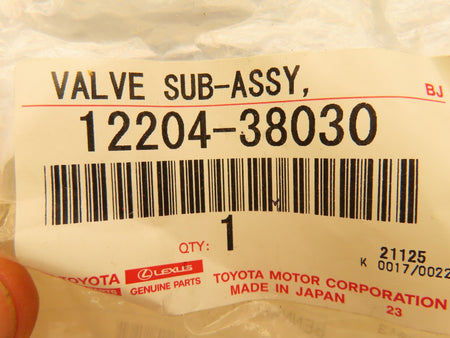 VALVE SUB-ASSY, BJ
12204-38030
QTY: 1
21125
K 0017/0022
TOYOTA LEXUS GENUINE PARTS
TOYOTA MOTOR CORPORATION
MADE IN JAPAN 23